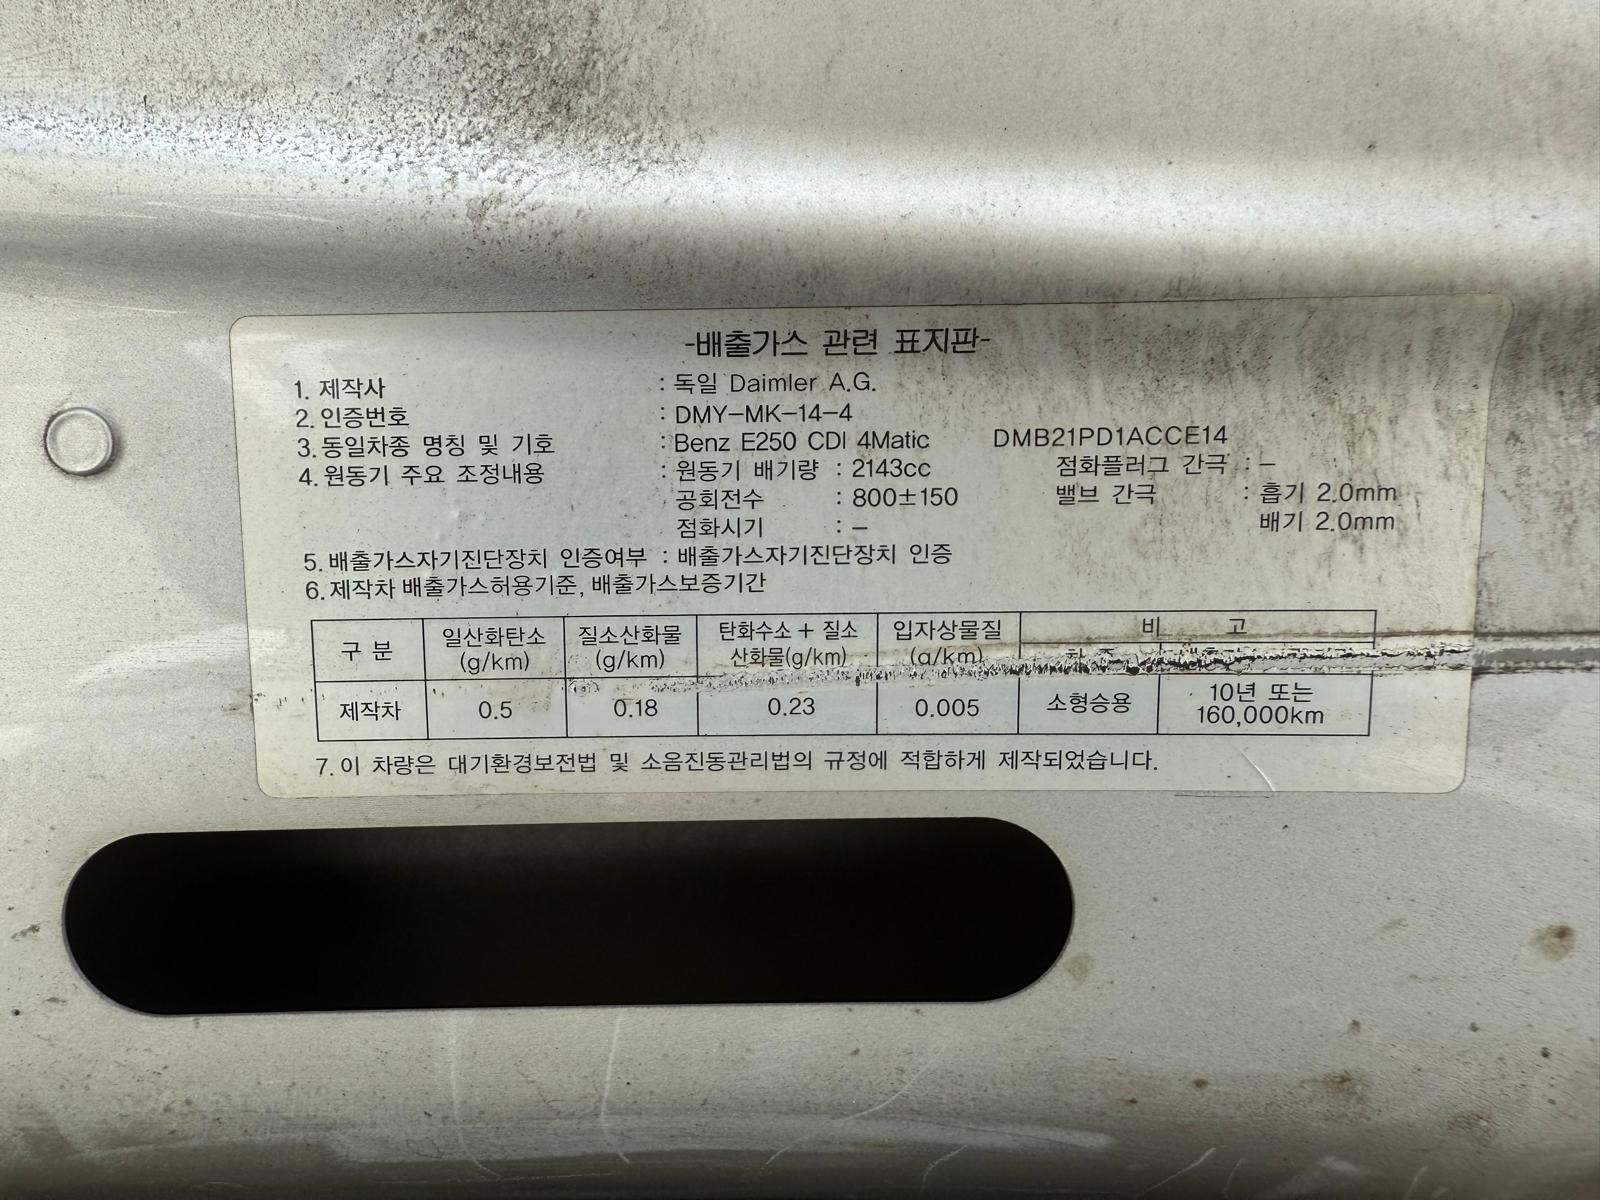 -배출가스 관련 표지판-
1. 제작사 : 독일 Daimler A.G.
2. 인증번호 : DMY-MK-14-4
3. 동일차종 명칭 및 기호 : Benz E250 CDI 4Matic DMB21PD1ACCE14
4. 원동기 주요 조정내용 : 원동기 배기량 : 2143cc 점화플러그 간극 : -
공회전수 : 800±150 밸브 간극 : 흡기 2.0mm
점화시기 : - 배기 2.0mm
5. 배출가스자기진단장치 인증여부 : 배출가스자기진단장치 인증
6. 제작차 배출가스허용기준, 배출가스보증기간
구 분 일산화탄소 (g/km) 질소산화물 (g/km) 탄화수소 + 질소 산화물(g/km) 입자상물질 (g/km) 비 고
제작차 0.5 0.18 0.23 0.005 소형승용 10년 또는 160,000km
7. 이 차량은 대기환경보전법 및 소음진동관리법의 규정에 적합하게 제작되었습니다.